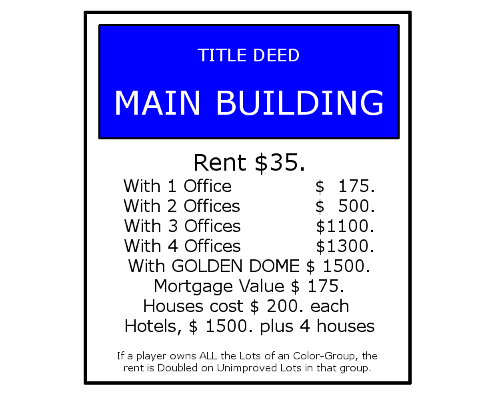 TITLE DEED
MAIN BUILDING
Rent $35.
With 1 Office $ 175.
With 2 Offices $ 500.
With 3 Offices $1100.
With 4 Offices $1300.
With GOLDEN DOME $ 1500.
Mortgage Value $ 175.
Houses cost $ 200. each
Hotels, $ 1500. plus 4 houses
If a player owns ALL the Lots of an Color-Group, the
rent is Doubled on Unimproved Lots in that group.